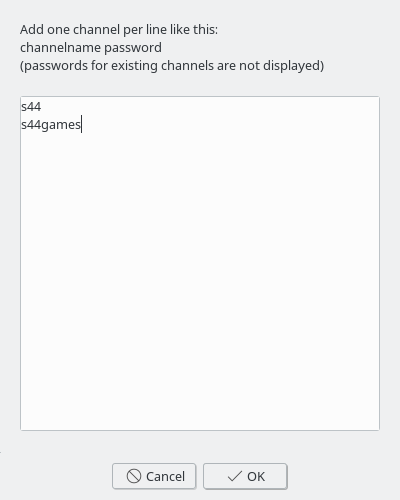 Add one channel per line like this:
channelname password
(passwords for existing channels are not displayed)
s44
s44games
Cancel
OK